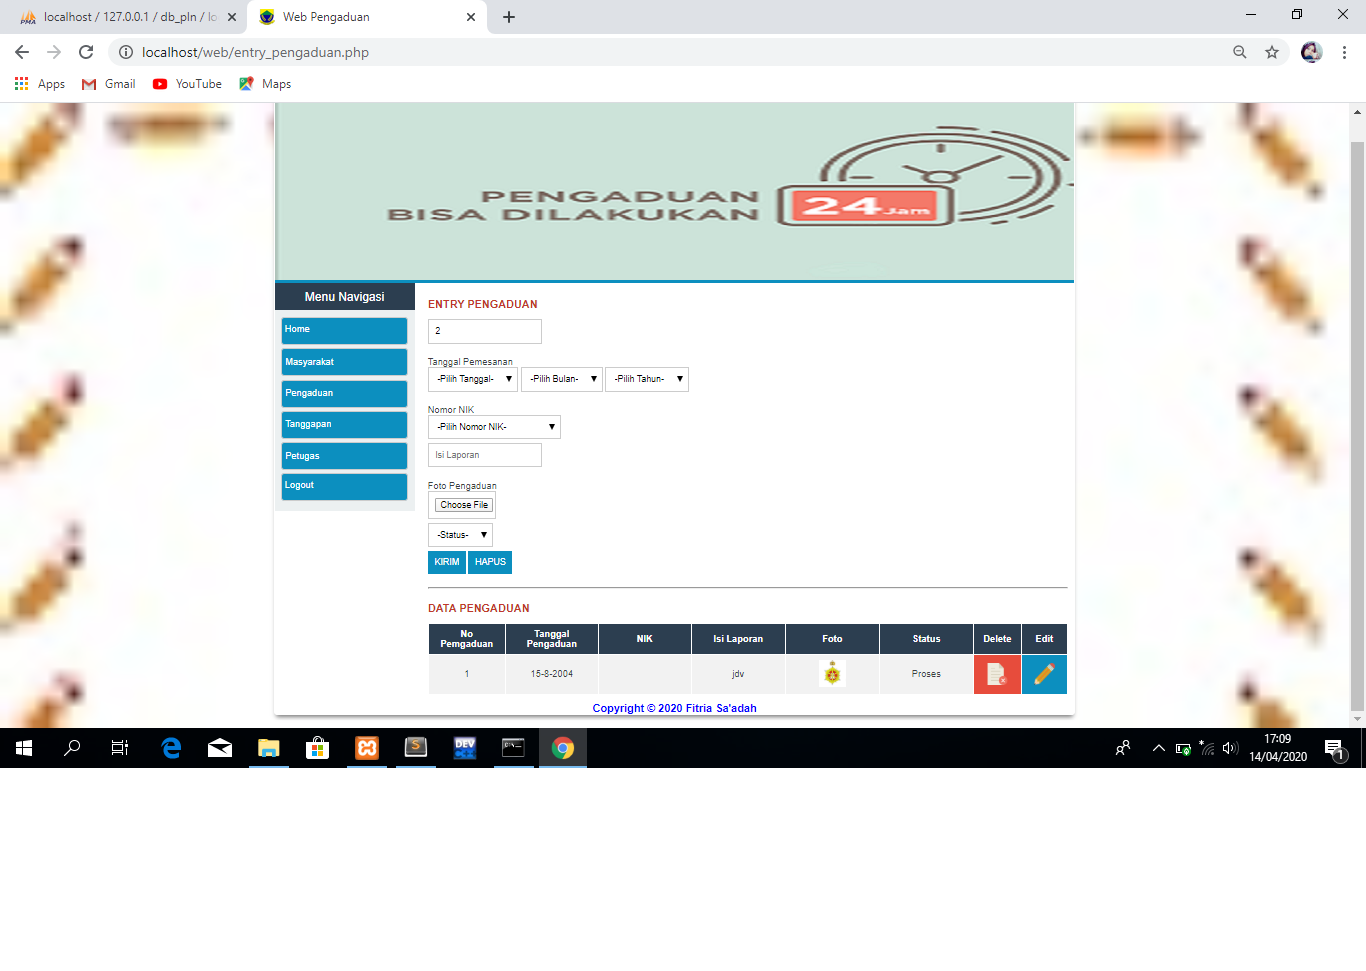 localhost / 127.0.0.1 / db_pln / lo
Web Pengaduan
localhost/web/entry_pengaduan.php
Apps
Gmail
YouTube
Maps
PENGADUAN
BISA DILAKUKAN
24 Jam
Menu Navigasi
Home
Masyarakat
Pengaduan
Tanggapan
Petugas
Logout
ENTRY PENGADUAN
2
Tanggal Pemesanan
-Pilih Tanggal- -Pilih Bulan- -Pilih Tahun-
Nomor NIK
-Pilih Nomor NIK-
Isi Laporan
Foto Pengaduan
Choose File
-Status-
KIRIM HAPUS
DATA PENGADUAN
No Pemgaduan Tanggal Pengaduan NIK Isi Laporan Foto Status Delete Edit
1 15-8-2004 jdv Proses
Copyright © 2020 Fitria Sa'adah
17:09
14/04/2020
1